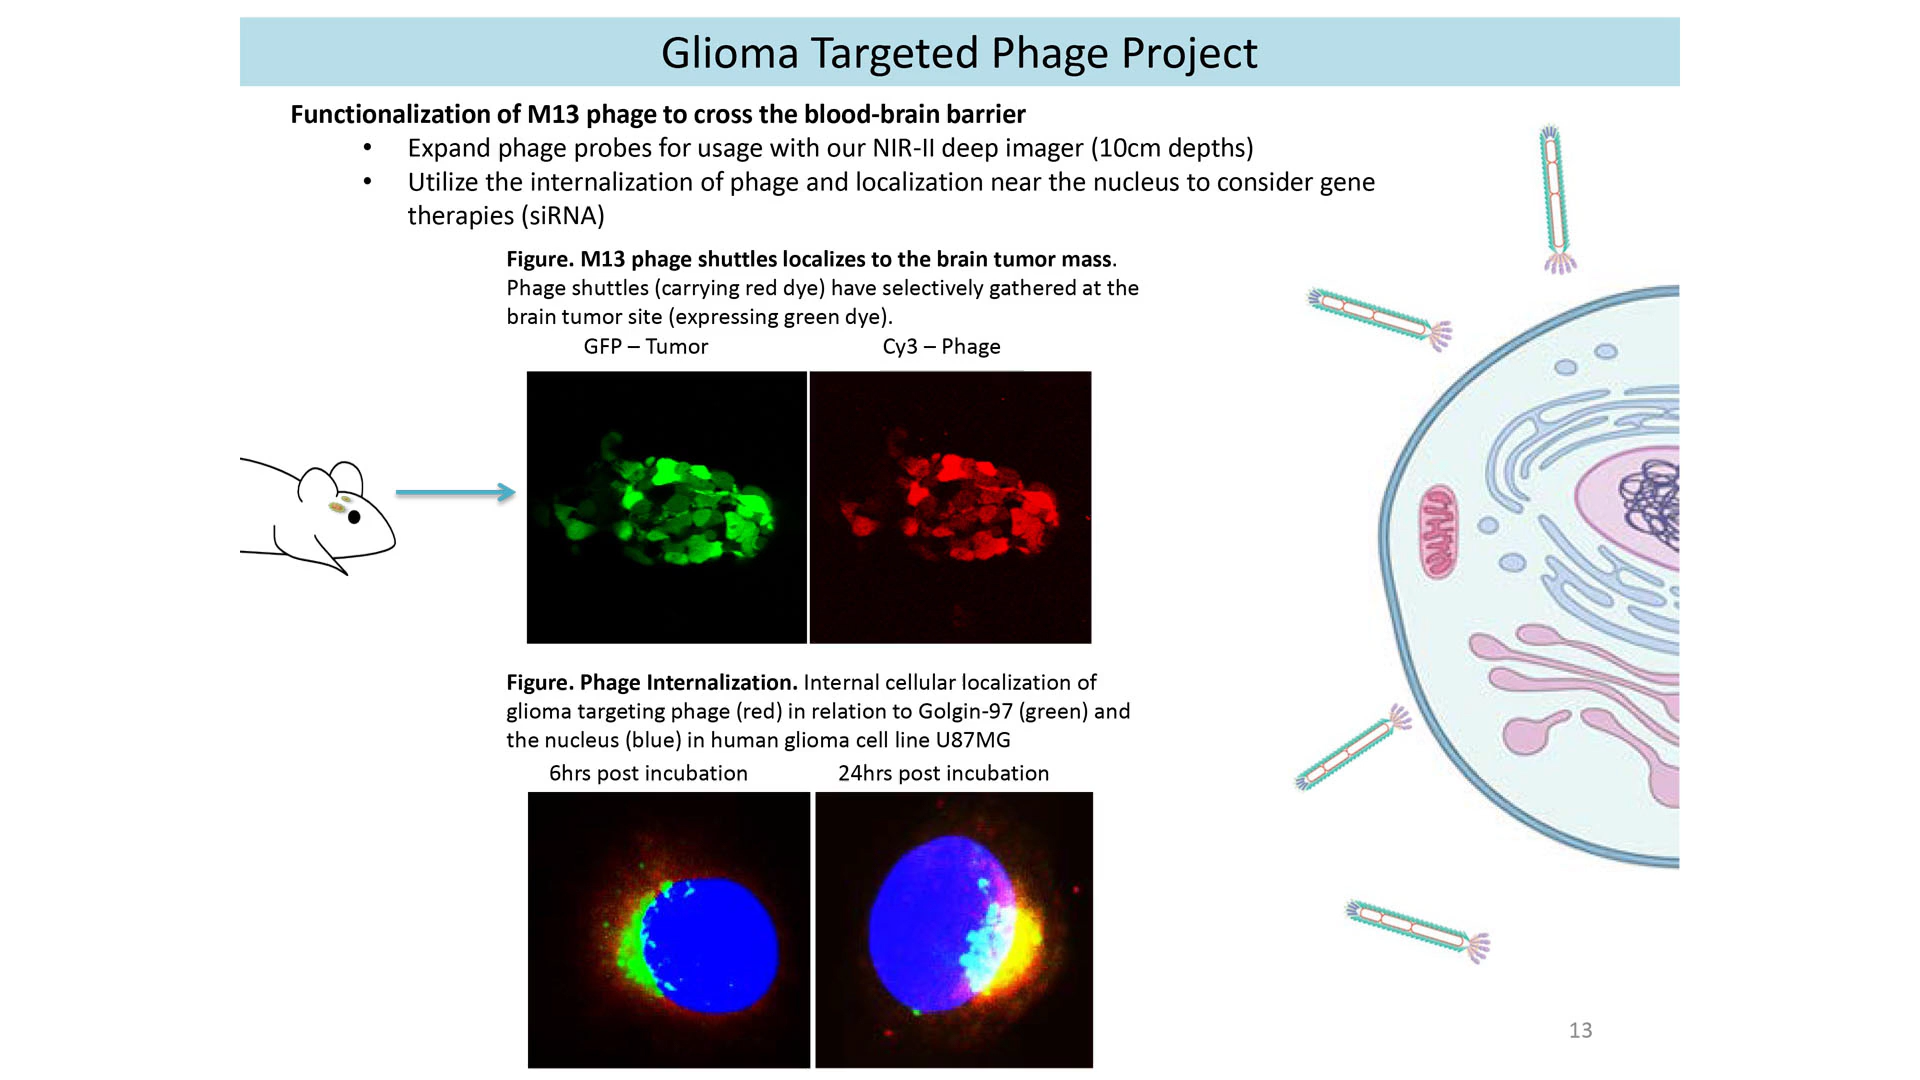 Glioma Targeted Phage Project
Functionalization of M13 phage to cross the blood-brain barrier
• Expand phage probes for usage with our NIR-II deep imager (10cm depths)
• Utilize the internalization of phage and localization near the nucleus to consider gene
therapies (siRNA)
Figure. M13 phage shuttles localizes to the brain tumor mass.
Phage shuttles (carrying red dye) have selectively gathered at the
brain tumor site (expressing green dye).
GFP – Tumor
Cy3 – Phage
Figure. Phage Internalization. Internal cellular localization of
glioma targeting phage (red) in relation to Golgin-97 (green) and
the nucleus (blue) in human glioma cell line U87MG
6hrs post incubation
24hrs post incubation
13